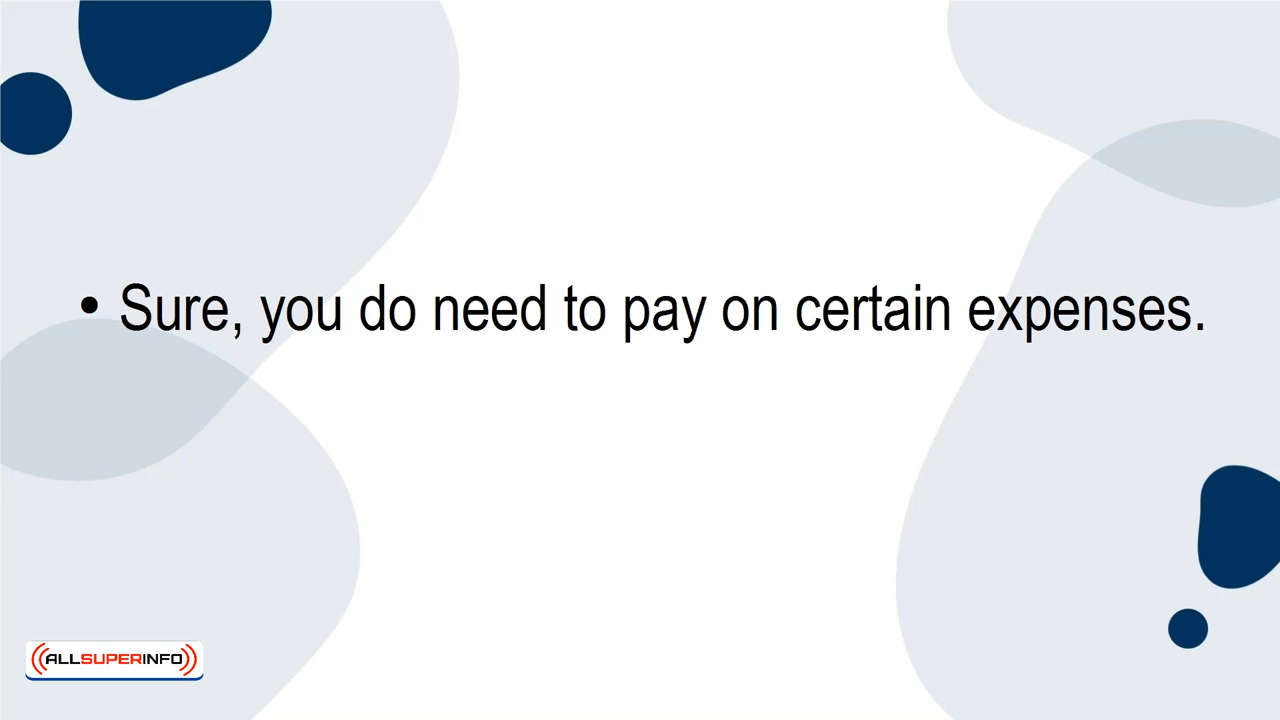 • Sure, you do need to pay on certain expenses.
ALLSUPERINFO